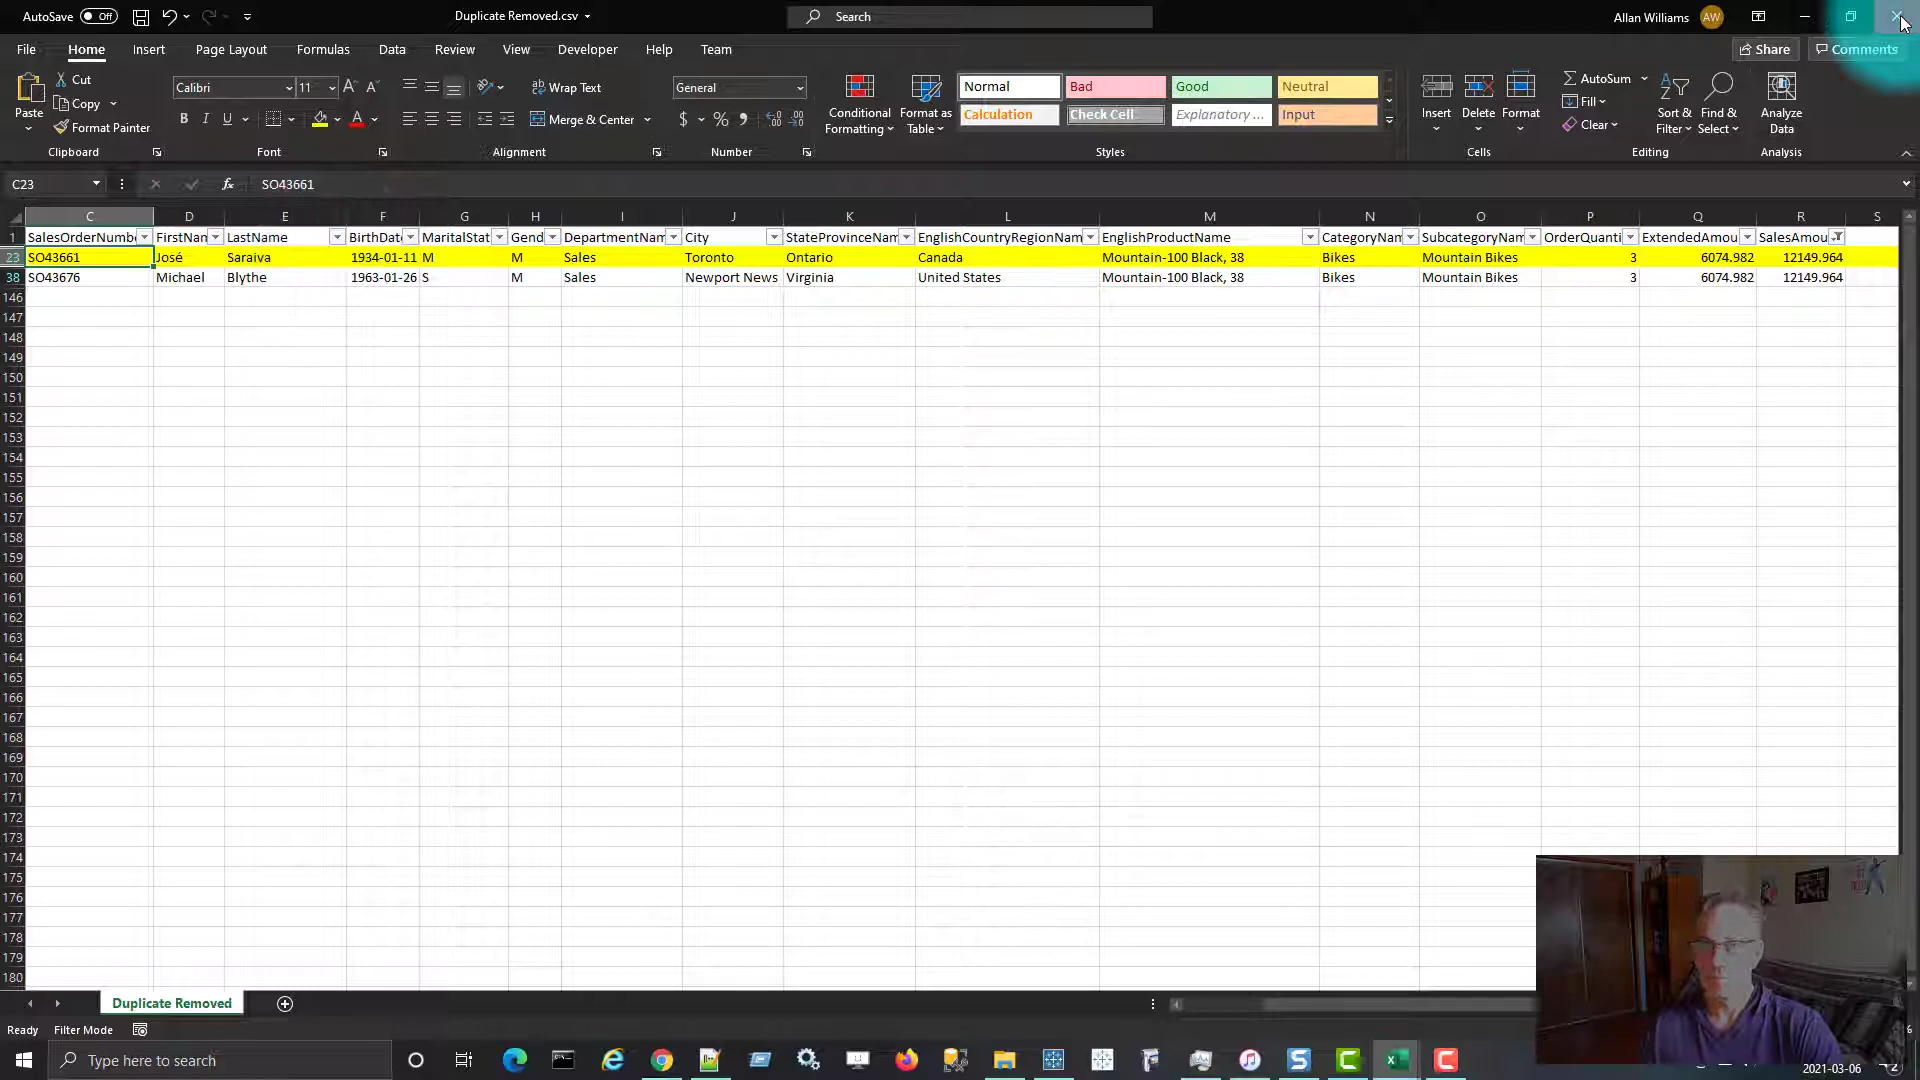 AutoSave Off Duplicate Removed.csv Search Allan Williams AW
File Home Insert Page Layout Formulas Data Review View Developer Help Team Share Comments
Paste Cut Copy Format Painter Clipboard
Calibri 11 B I U A Font
Wrap Text Merge & Center Alignment
General $ % Number
Conditional Formatting Format as Table Normal Bad Good Neutral
Calculation Check Cell Explanatory ... Input Styles
Insert Delete Format Cells
AutoSum Fill Clear Sort & Filter Find & Select Editing
Analyze Data Analysis
C23 fx SO43661
C D E F G H I J K L M N O P Q R S
1 SalesOrderNumb FirstNam LastName BirthDat MaritalStat Gend DepartmentNam City StateProvinceNam EnglishCountryRegionNam EnglishProductName CategoryNam SubcategoryNam OrderQuanti ExtendedAmou SalesAmou
23 SO43661 José Saraiva 1934-01-11 M M Sales Toronto Ontario Canada Mountain-100 Black, 38 Bikes Mountain Bikes 3 6074.982 12149.964
38 SO43676 Michael Blythe 1963-01-26 S M Sales Newport News Virginia United States Mountain-100 Black, 38 Bikes Mountain Bikes 3 6074.982 12149.964
146
147
148
149
150
151
152
153
154
155
156
157
158
159
160
161
162
163
164
165
166
167
168
169
170
171
172
173
174
175
176
177
178
179
180
Duplicate Removed
Ready Filter Mode
Type here to search
2021-03-06